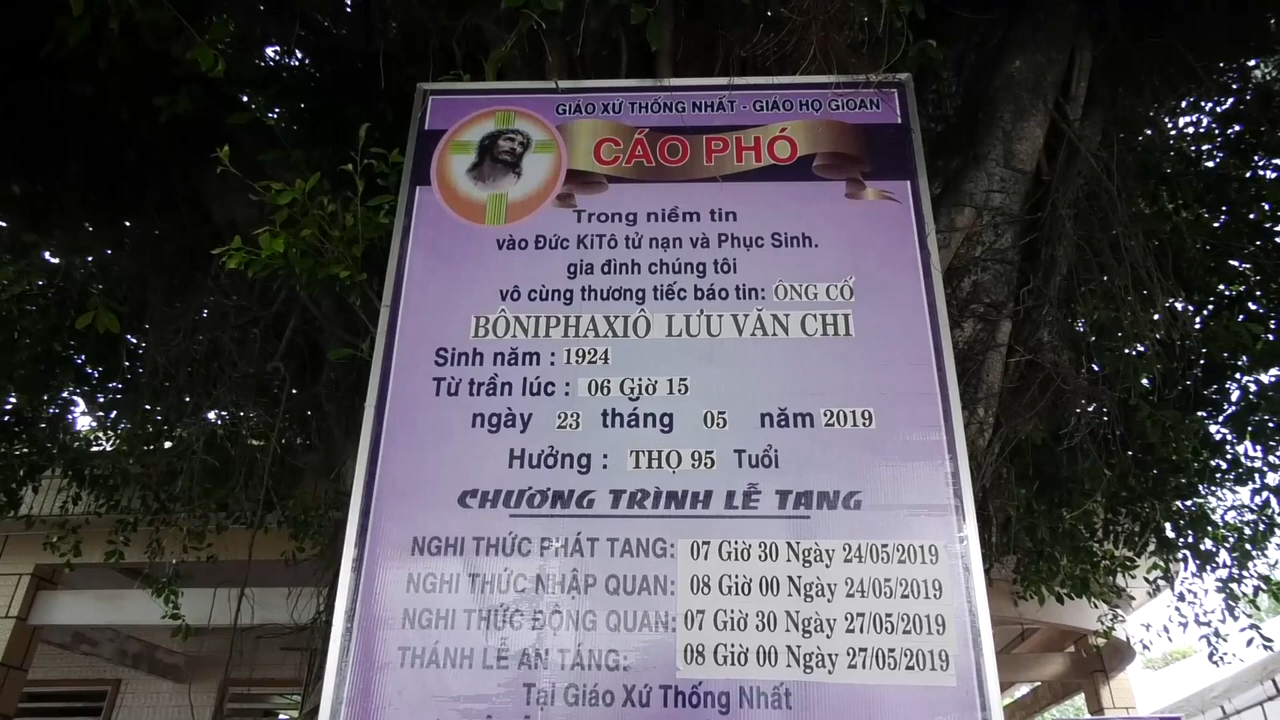 GIÁO XỨ THỐNG NHẤT - GIÁO HỌ GIOAN
CÁO PHÓ
Trong niềm tin
vào Đức KiTô tử nạn và Phục Sinh.
gia đình chúng tôi
vô cùng thương tiếc báo tin: ÔNG CỐ
BÔNIPHAXIÔ LƯU VĂN CHI
Sinh năm : 1924
Từ trần lúc : 06 Giờ 15
ngày 23 tháng 05 năm 2019
Hưởng : THỌ 95 Tuổi
CHƯƠNG TRÌNH LỄ TANG
NGHI THỨC PHÁT TANG: 07 Giờ 30 Ngày 24/05/2019
NGHI THỨC NHẬP QUAN: 08 Giờ 00 Ngày 24/05/2019
NGHI THỨC ĐỘNG QUAN: 07 Giờ 30 Ngày 27/05/2019
THÁNH LỄ AN TÁNG: 08 Giờ 00 Ngày 27/05/2019
Tại Giáo Xứ Thống Nhất